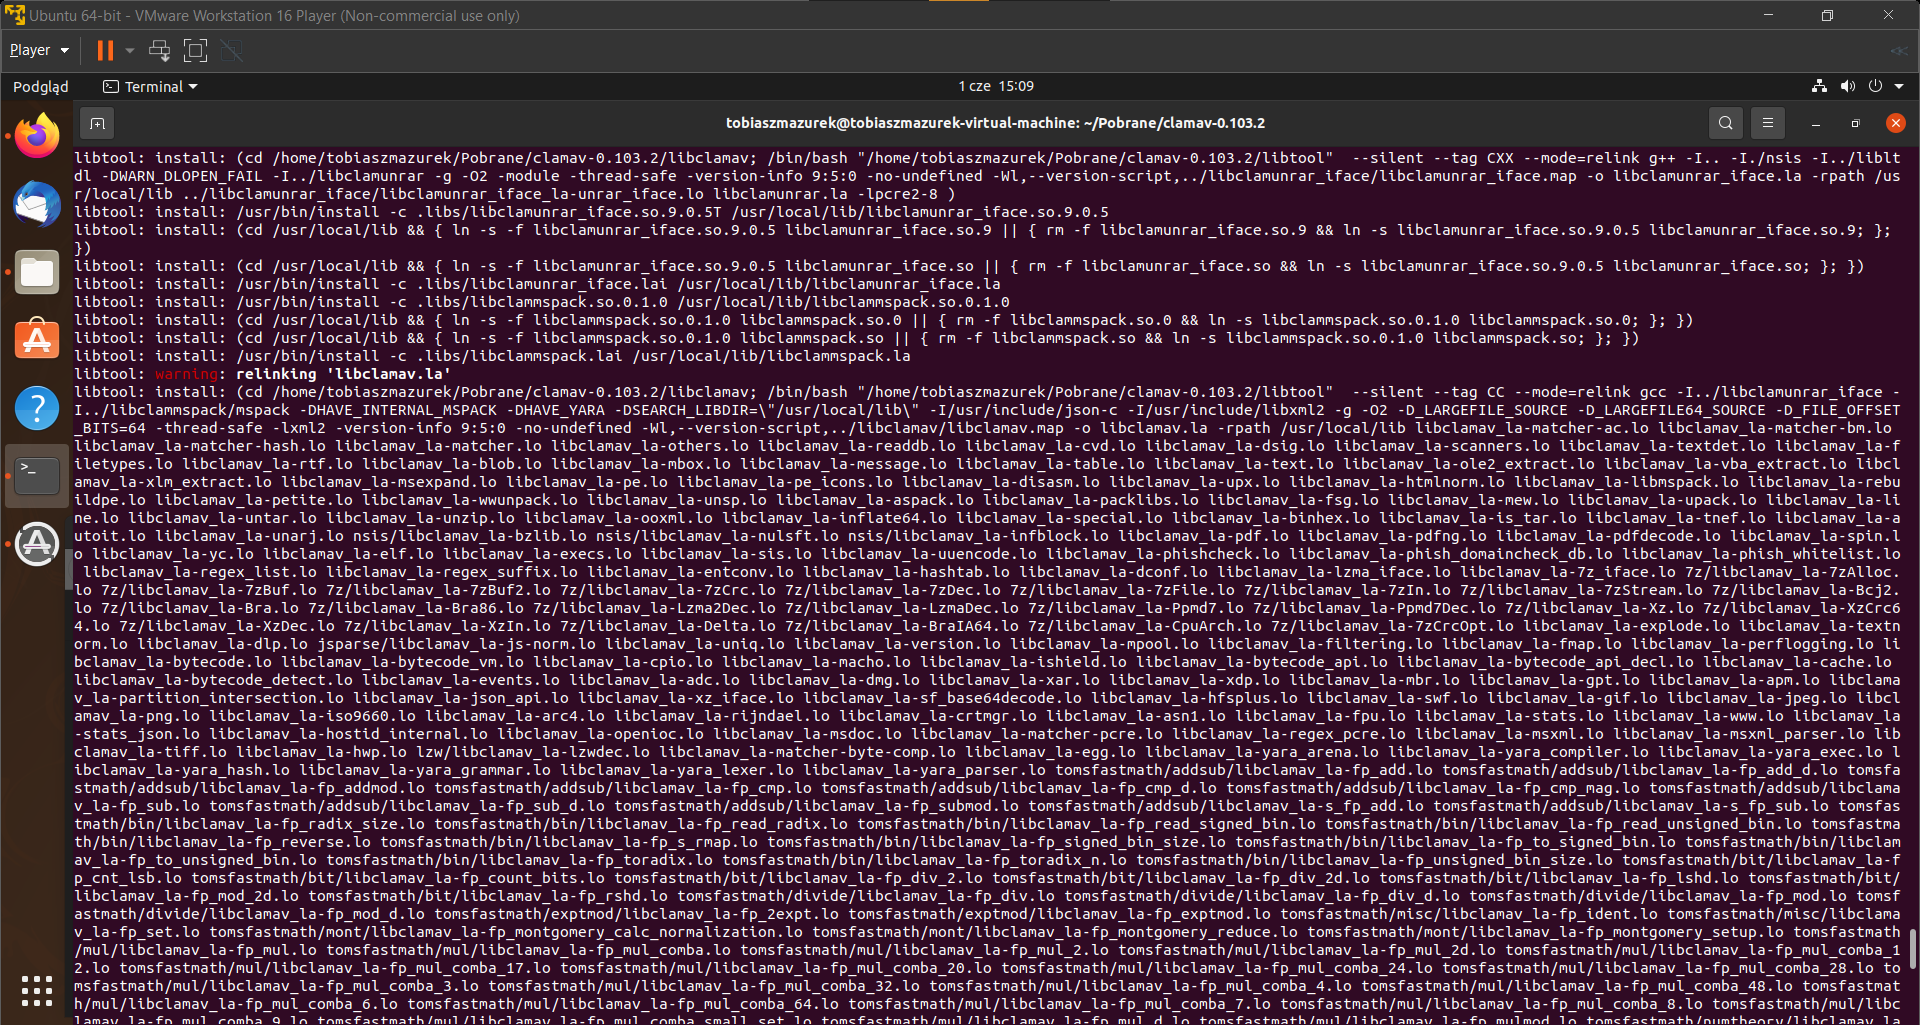 Ubuntu 64-bit - VMware Workstation 16 Player (Non-commercial use only)
Player
Podgląd
Terminal
1 cze 15:09
tobiaszmazurek@tobiaszmazurek-virtual-machine: ~/Pobrane/clamav-0.103.2
libtool: install: (cd /home/tobiaszmazurek/Pobrane/clamav-0.103.2/libclamav; /bin/bash "/home/tobiaszmazurek/Pobrane/clamav-0.103.2/libtool"  --silent --tag CXX --mode=relink g++ -I.. -I./nsis -I../liblt
dl -DWARN_DLOPEN_FAIL -I../libclamunrar -g -O2 -module -thread-safe -version-info 9:5:0 -no-undefined -Wl,--version-script,../libclamunrar_iface/libclamunrar_iface.map -o libclamunrar_iface.la -rpath /us
r/local/lib ../libclamunrar_iface/libclamunrar_iface_la-unrar_iface.lo libclamunrar.la -lpcre2-8 )
libtool: install: /usr/bin/install -c .libs/libclamunrar_iface.so.9.0.5T /usr/local/lib/libclamunrar_iface.so.9.0.5
libtool: install: (cd /usr/local/lib && { ln -s -f libclamunrar_iface.so.9.0.5 libclamunrar_iface.so.9 || { rm -f libclamunrar_iface.so.9 && ln -s libclamunrar_iface.so.9.0.5 libclamunrar_iface.so.9; };
})
libtool: install: (cd /usr/local/lib && { ln -s -f libclamunrar_iface.so.9.0.5 libclamunrar_iface.so || { rm -f libclamunrar_iface.so && ln -s libclamunrar_iface.so.9.0.5 libclamunrar_iface.so; }; })
libtool: install: /usr/bin/install -c .libs/libclamunrar_iface.lai /usr/local/lib/libclamunrar_iface.la
libtool: install: /usr/bin/install -c .libs/libclammspack.so.0.1.0 /usr/local/lib/libclammspack.so.0.1.0
libtool: install: (cd /usr/local/lib && { ln -s -f libclammspack.so.0.1.0 libclammspack.so.0 || { rm -f libclammspack.so.0 && ln -s libclammspack.so.0.1.0 libclammspack.so.0; }; })
libtool: install: (cd /usr/local/lib && { ln -s -f libclammspack.so.0.1.0 libclammspack.so || { rm -f libclammspack.so && ln -s libclammspack.so.0.1.0 libclammspack.so; }; })
libtool: install: /usr/bin/install -c .libs/libclammspack.lai /usr/local/lib/libclammspack.la
libtool: warning: relinking 'libclamav.la'
libtool: install: (cd /home/tobiaszmazurek/Pobrane/clamav-0.103.2/libclamav; /bin/bash "/home/tobiaszmazurek/Pobrane/clamav-0.103.2/libtool"  --silent --tag CC --mode=relink gcc -I../libclamunrar_iface -
I../libclammspack/mspack -DHAVE_INTERNAL_MSPACK -DHAVE_YARA -DSEARCH_LIBDIR=\"/usr/local/lib\" -I/usr/include/json-c -I/usr/include/libxml2 -g -O2 -D_LARGEFILE_SOURCE -D_LARGEFILE64_SOURCE -D_FILE_OFFSET
_BITS=64 -thread-safe -lxml2 -version-info 9:5:0 -no-undefined -Wl,--version-script,../libclamav/libclamav.map -o libclamav.la -rpath /usr/local/lib libclamav_la-matcher-ac.lo libclamav_la-matcher-bm.lo
libclamav_la-matcher-hash.lo libclamav_la-matcher.lo libclamav_la-others.lo libclamav_la-readdb.lo libclamav_la-cvd.lo libclamav_la-dsig.lo libclamav_la-scanners.lo libclamav_la-textdet.lo libclamav_la-f
iletypes.lo libclamav_la-rtf.lo libclamav_la-blob.lo libclamav_la-mbox.lo libclamav_la-message.lo libclamav_la-table.lo libclamav_la-text.lo libclamav_la-ole2_extract.lo libclamav_la-vba_extract.lo libcl
amav_la-xlm_extract.lo libclamav_la-msexpand.lo libclamav_la-pe.lo libclamav_la-pe_icons.lo libclamav_la-disasm.lo libclamav_la-upx.lo libclamav_la-htmlnorm.lo libclamav_la-libmspack.lo libclamav_la-rebu
ildpe.lo libclamav_la-petite.lo libclamav_la-wwunpack.lo libclamav_la-unsp.lo libclamav_la-aspack.lo libclamav_la-packlibs.lo libclamav_la-fsg.lo libclamav_la-mew.lo libclamav_la-upack.lo libclamav_la-li
ne.lo libclamav_la-untar.lo libclamav_la-unzip.lo libclamav_la-ooxml.lo libclamav_la-inflate64.lo libclamav_la-special.lo libclamav_la-binhex.lo libclamav_la-is_tar.lo libclamav_la-tnef.lo libclamav_la-a
utoit.lo libclamav_la-unarj.lo nsis/libclamav_la-bzlib.lo nsis/libclamav_la-nulsft.lo nsis/libclamav_la-infblock.lo libclamav_la-pdf.lo libclamav_la-pdfng.lo libclamav_la-pdfdecode.lo libclamav_la-spin.l
o libclamav_la-yc.lo libclamav_la-elf.lo libclamav_la-execs.lo libclamav_la-sis.lo libclamav_la-uuencode.lo libclamav_la-phishcheck.lo libclamav_la-phish_domaincheck_db.lo libclamav_la-phish_whitelist.lo
libclamav_la-regex_list.lo libclamav_la-regex_suffix.lo libclamav_la-entconv.lo libclamav_la-hashtab.lo libclamav_la-dconf.lo libclamav_la-lzma_iface.lo libclamav_la-7z_iface.lo 7z/libclamav_la-7zAlloc.
lo 7z/libclamav_la-7zBuf.lo 7z/libclamav_la-7zBuf2.lo 7z/libclamav_la-7zCrc.lo 7z/libclamav_la-7zDec.lo 7z/libclamav_la-7zFile.lo 7z/libclamav_la-7zIn.lo 7z/libclamav_la-7zStream.lo 7z/libclamav_la-Bcj2.
lo 7z/libclamav_la-Bra.lo 7z/libclamav_la-Bra86.lo 7z/libclamav_la-Lzma2Dec.lo 7z/libclamav_la-LzmaDec.lo 7z/libclamav_la-Ppmd7.lo 7z/libclamav_la-Ppmd7Dec.lo 7z/libclamav_la-Xz.lo 7z/libclamav_la-XzCrc6
4.lo 7z/libclamav_la-XzDec.lo 7z/libclamav_la-XzIn.lo 7z/libclamav_la-Delta.lo 7z/libclamav_la-BraIA64.lo 7z/libclamav_la-CpuArch.lo 7z/libclamav_la-7zCrcOpt.lo libclamav_la-explode.lo libclamav_la-textn
orm.lo libclamav_la-dlp.lo jsparse/libclamav_la-js-norm.lo libclamav_la-uniq.lo libclamav_la-version.lo libclamav_la-mpool.lo libclamav_la-filtering.lo libclamav_la-fmap.lo libclamav_la-perflogging.lo li
bclamav_la-bytecode.lo libclamav_la-bytecode_vm.lo libclamav_la-cpio.lo libclamav_la-macho.lo libclamav_la-ishield.lo libclamav_la-bytecode_api.lo libclamav_la-bytecode_api_decl.lo libclamav_la-cache.lo
libclamav_la-bytecode_detect.lo libclamav_la-events.lo libclamav_la-adc.lo libclamav_la-dmg.lo libclamav_la-xar.lo libclamav_la-xdp.lo libclamav_la-mbr.lo libclamav_la-gpt.lo libclamav_la-apm.lo libclama
v_la-partition_intersection.lo libclamav_la-json_api.lo libclamav_la-xz_iface.lo libclamav_la-sf_base64decode.lo libclamav_la-hfsplus.lo libclamav_la-swf.lo libclamav_la-gif.lo libclamav_la-jpeg.lo libcl
amav_la-png.lo libclamav_la-iso9660.lo libclamav_la-arc4.lo libclamav_la-rijndael.lo libclamav_la-crtmgr.lo libclamav_la-asn1.lo libclamav_la-fpu.lo libclamav_la-stats.lo libclamav_la-www.lo libclamav_la
-stats_json.lo libclamav_la-hostid_internal.lo libclamav_la-openioc.lo libclamav_la-msdoc.lo libclamav_la-matcher-pcre.lo libclamav_la-regex_pcre.lo libclamav_la-msxml.lo libclamav_la-msxml_parser.lo lib
clamav_la-tiff.lo libclamav_la-hwp.lo lzw/libclamav_la-lzwdec.lo libclamav_la-matcher-byte-comp.lo libclamav_la-egg.lo libclamav_la-yara_arena.lo libclamav_la-yara_compiler.lo libclamav_la-yara_exec.lo l
ibclamav_la-yara_hash.lo libclamav_la-yara_grammar.lo libclamav_la-yara_lexer.lo libclamav_la-yara_parser.lo tomsfastmath/addsub/libclamav_la-fp_add.lo tomsfastmath/addsub/libclamav_la-fp_add_d.lo tomsfa
stmath/addsub/libclamav_la-fp_addmod.lo tomsfastmath/addsub/libclamav_la-fp_cmp.lo tomsfastmath/addsub/libclamav_la-fp_cmp_d.lo tomsfastmath/addsub/libclamav_la-fp_cmp_mag.lo tomsfastmath/addsub/libclama
v_la-fp_sub.lo tomsfastmath/addsub/libclamav_la-fp_sub_d.lo tomsfastmath/addsub/libclamav_la-fp_submod.lo tomsfastmath/addsub/libclamav_la-s_fp_add.lo tomsfastmath/addsub/libclamav_la-s_fp_sub.lo tomsfas
tmath/bin/libclamav_la-fp_radix_size.lo tomsfastmath/bin/libclamav_la-fp_read_radix.lo tomsfastmath/bin/libclamav_la-fp_read_signed_bin.lo tomsfastmath/bin/libclamav_la-fp_read_unsigned_bin.lo tomsfastma
th/bin/libclamav_la-fp_reverse.lo tomsfastmath/bin/libclamav_la-fp_s_rmap.lo tomsfastmath/bin/libclamav_la-fp_signed_bin_size.lo tomsfastmath/bin/libclamav_la-fp_to_signed_bin.lo tomsfastmath/bin/libclam
av_la-fp_to_unsigned_bin.lo tomsfastmath/bin/libclamav_la-fp_toradix.lo tomsfastmath/bin/libclamav_la-fp_toradix_n.lo tomsfastmath/bin/libclamav_la-fp_unsigned_bin_size.lo tomsfastmath/bit/libclamav_la-f
p_cnt_lsb.lo tomsfastmath/bit/libclamav_la-fp_count_bits.lo tomsfastmath/bit/libclamav_la-fp_div_2.lo tomsfastmath/bit/libclamav_la-fp_div_2d.lo tomsfastmath/bit/libclamav_la-fp_lshd.lo tomsfastmath/bit/
libclamav_la-fp_mod_2d.lo tomsfastmath/bit/libclamav_la-fp_rshd.lo tomsfastmath/divide/libclamav_la-fp_div.lo tomsfastmath/divide/libclamav_la-fp_div_d.lo tomsfastmath/divide/libclamav_la-fp_mod.lo tomsf
astmath/divide/libclamav_la-fp_mod_d.lo tomsfastmath/exptmod/libclamav_la-fp_2expt.lo tomsfastmath/exptmod/libclamav_la-fp_exptmod.lo tomsfastmath/misc/libclamav_la-fp_ident.lo tomsfastmath/misc/libclama
v_la-fp_set.lo tomsfastmath/mont/libclamav_la-fp_montgomery_calc_normalization.lo tomsfastmath/mont/libclamav_la-fp_montgomery_reduce.lo tomsfastmath/mont/libclamav_la-fp_montgomery_setup.lo tomsfastmath
/mul/libclamav_la-fp_mul.lo tomsfastmath/mul/libclamav_la-fp_mul_comba.lo tomsfastmath/mul/libclamav_la-fp_mul_2.lo tomsfastmath/mul/libclamav_la-fp_mul_2d.lo tomsfastmath/mul/libclamav_la-fp_mul_comba_1
2.lo tomsfastmath/mul/libclamav_la-fp_mul_comba_17.lo tomsfastmath/mul/libclamav_la-fp_mul_comba_20.lo tomsfastmath/mul/libclamav_la-fp_mul_comba_24.lo tomsfastmath/mul/libclamav_la-fp_mul_comba_28.lo to
msfastmath/mul/libclamav_la-fp_mul_comba_3.lo tomsfastmath/mul/libclamav_la-fp_mul_comba_32.lo tomsfastmath/mul/libclamav_la-fp_mul_comba_4.lo tomsfastmath/mul/libclamav_la-fp_mul_comba_48.lo tomsfastmat
h/mul/libclamav_la-fp_mul_comba_6.lo tomsfastmath/mul/libclamav_la-fp_mul_comba_64.lo tomsfastmath/mul/libclamav_la-fp_mul_comba_7.lo tomsfastmath/mul/libclamav_la-fp_mul_comba_8.lo tomsfastmath/mul/libc
lamav_la-fp_mul_comba_9.lo tomsfastmath/mul/libclamav_la-fp_mul_comba_small_set.lo tomsfastmath/mul/libclamav_la-fp_mul_d.lo tomsfastmath/mul/libclamav_la-fp_mulmod.lo tomsfastmath/numtheory/libclamav_la